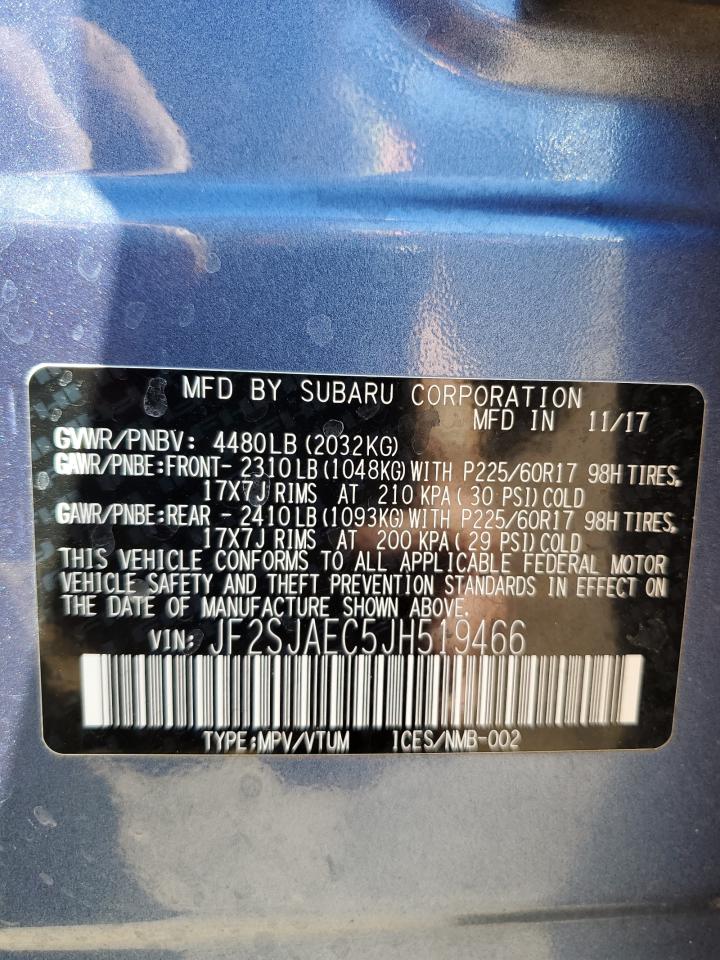 MFD BY SUBARU CORPORATION
MFD IN 11/17
GVWR/PNBV: 4480LB(2032KG)
GAWR/PNBE:FRONT- 2310LB(1048KG)WITH P225/60R17 98H TIRES,
17X7J RIMS AT 210 KPA( 30 PSI)COLD
GAWR/PNBE:REAR - 2410LB(1093KG)WITH P225/60R17 98H TIRES,
17X7J RIMS AT 200 KPA(29 PSI)COLD
THIS VEHICLE CONFORMS TO ALL APPLICABLE FEDERAL MOTOR
VEHICLE SAFETY AND THEFT PREVENTION STANDARDS IN EFFECT ON
THE DATE OF MANUFACTURE SHOWN ABOVE.
VIN: JF2SJAEC5JH519466
TYPE:MPV/VTUM ICES/NMB-002